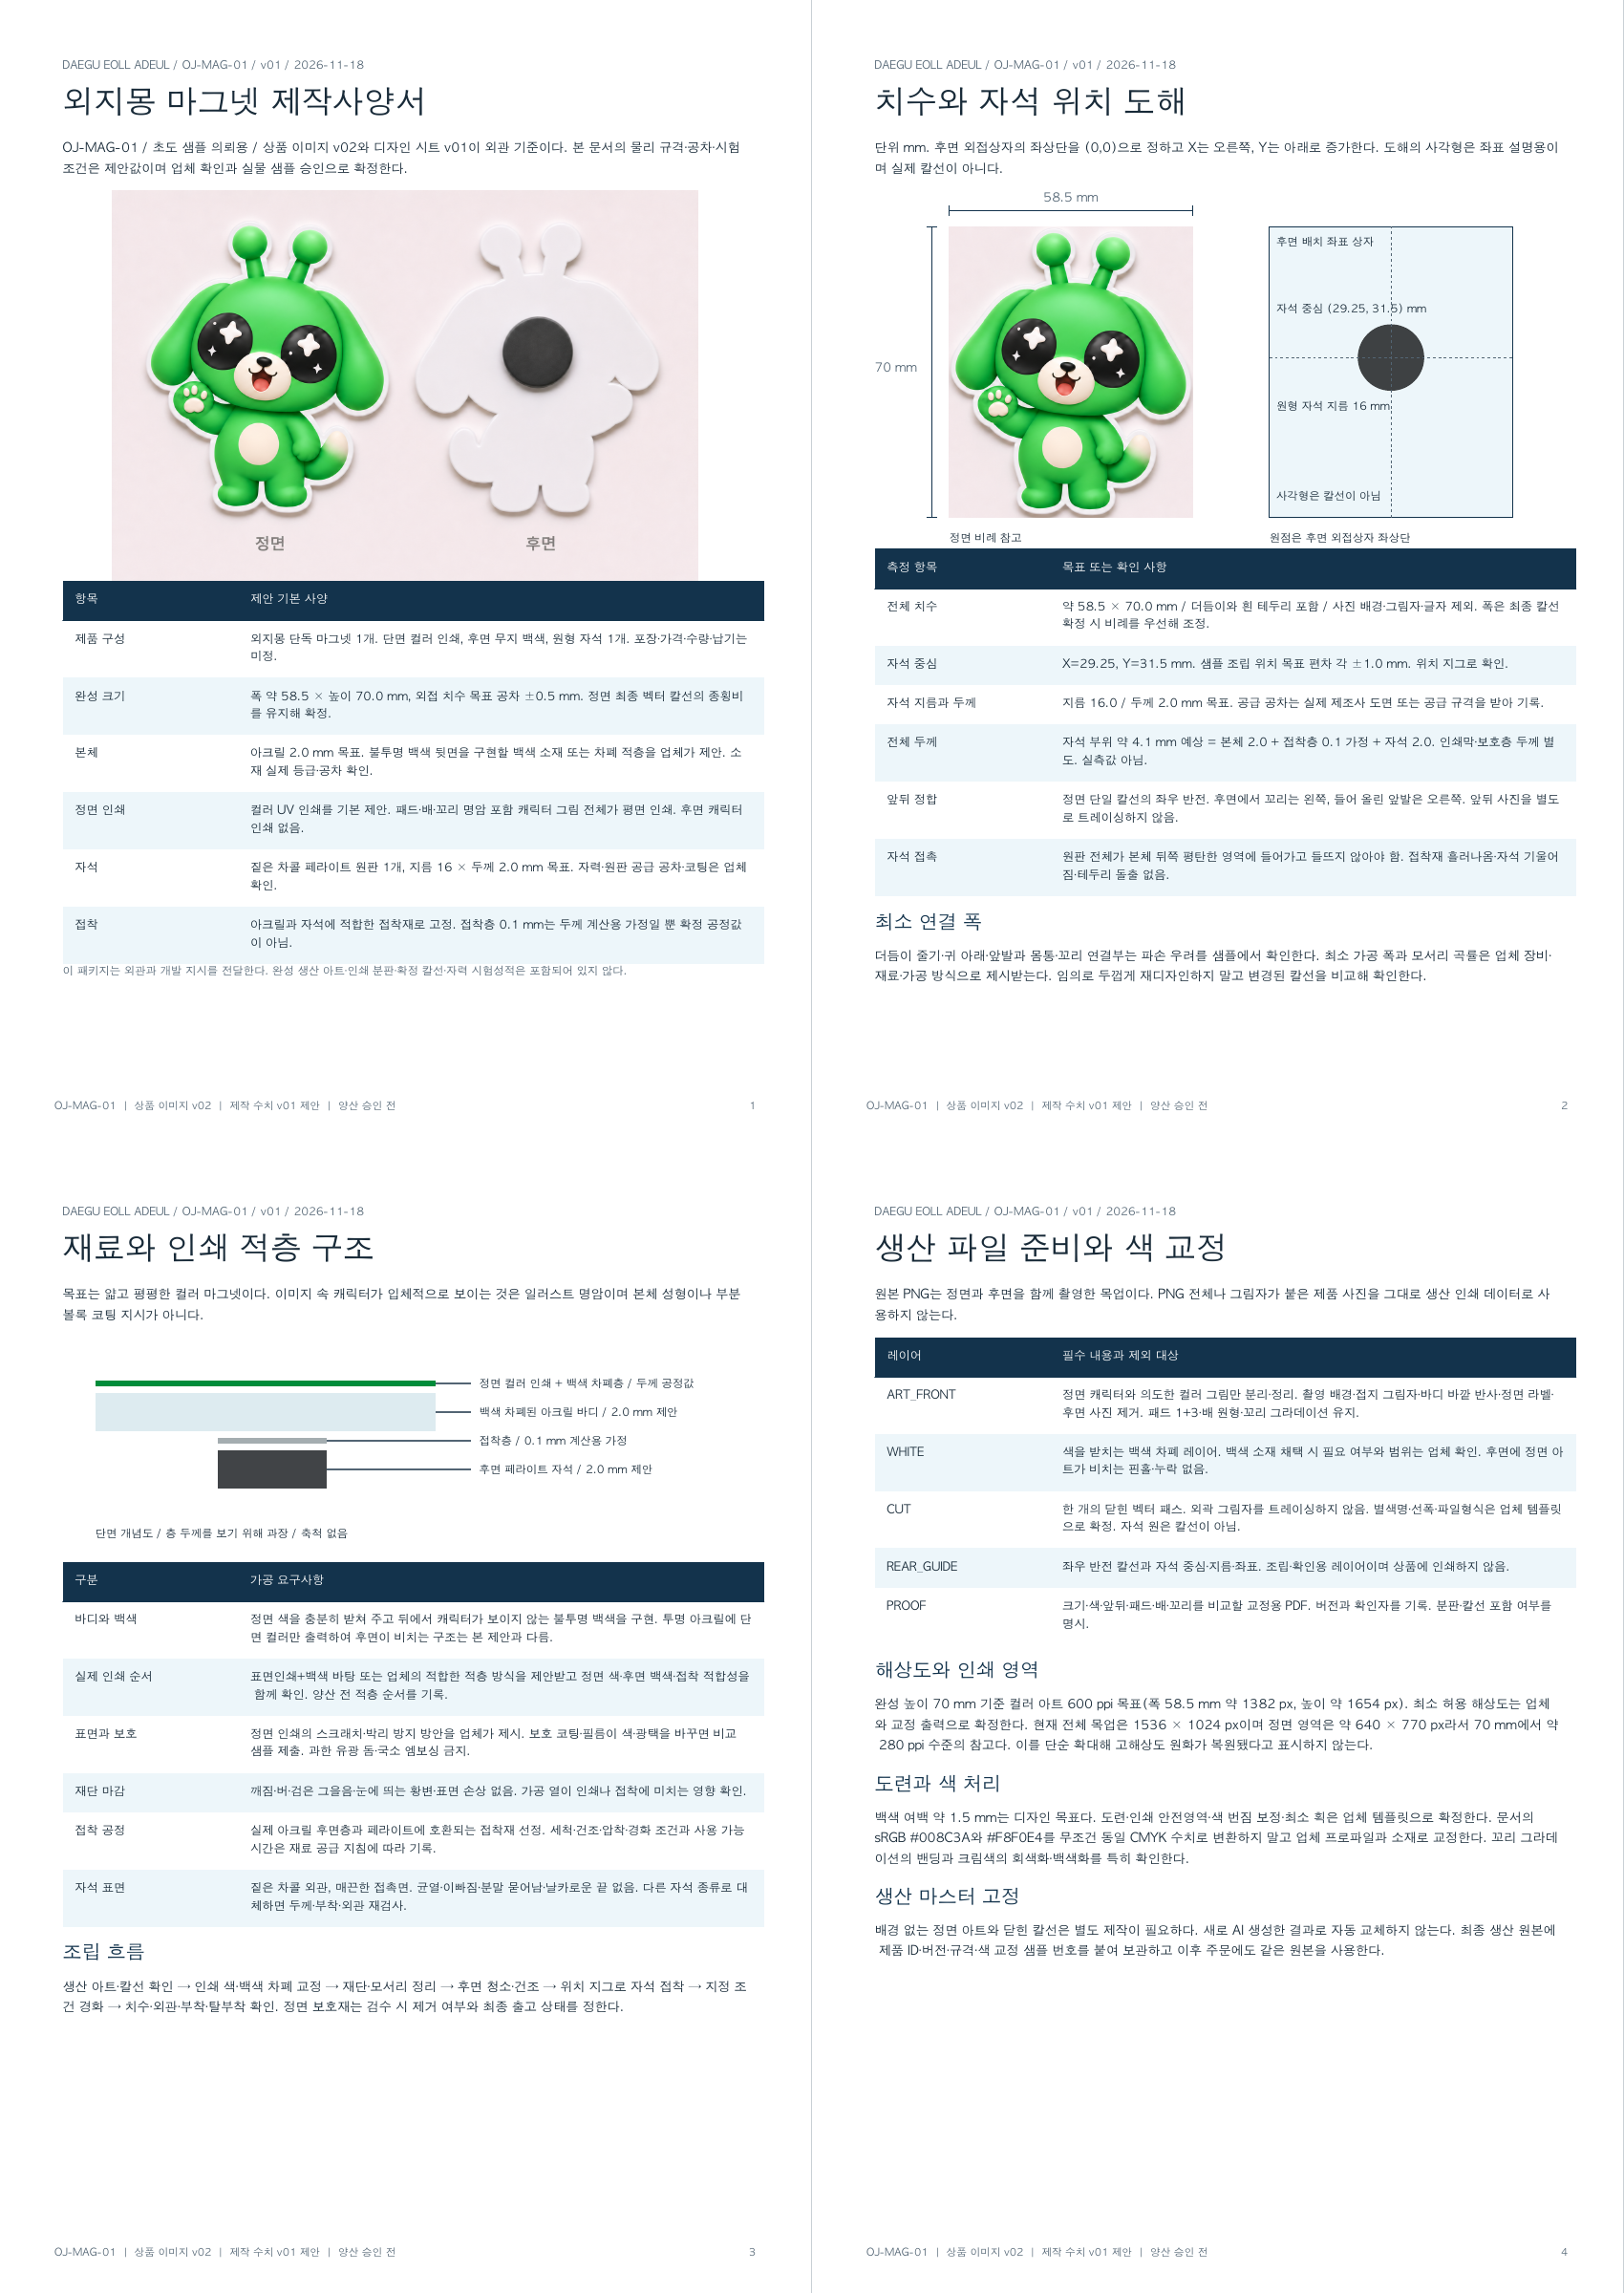 DAEGU EOLL ADEUL / OJ-MAG-01 / v01 / 2026-11-18
외지몽 마그넷 제작사양서
OJ-MAG-01 / 초도 샘플 의뢰용 / 상품 이미지 v02와 디자인 시트 v01이 외관 기준이다. 본 문서의 물리 규격·공차·시험
조건은 제안값이며 업체 확인과 실물 샘플 승인으로 확정한다.
정면
후면
항목 제안 기본 사양
제품 구성 외지몽 단독 마그넷 1개. 단면 컬러 인쇄, 후면 무지 백색, 원형 자석 1개. 포장·가격·수량·납기는
미정.
완성 크기 폭 약 58.5 × 높이 70.0 mm, 외접 치수 목표 공차 ±0.5 mm. 정면 최종 벡터 칼선의 종횡비
를 유지해 확정.
본체 아크릴 2.0 mm 목표. 불투명 백색 뒷면을 구현할 백색 소재 또는 차폐 적층을 업체가 제안. 소
재 실제 등급·공차 확인.
정면 인쇄 컬러 UV 인쇄를 기본 제안. 패드·배·꼬리 명암 포함 캐릭터 그림 전체가 평면 인쇄. 후면 캐릭터
인쇄 없음.
자석 짙은 차콜 페라이트 원판 1개, 지름 16 × 두께 2.0 mm 목표. 자력·원판 공급 공차·코팅은 업체
확인.
접착 아크릴과 자석에 적합한 접착재로 고정. 접착층 0.1 mm는 두께 계산용 가정일 뿐 확정 공정값
이 아님.
이 패키지는 외관과 개발 지시를 전달한다. 완성 생산 아트·인쇄 분판·확정 칼선·자력 시험성적은 포함되어 있지 않다.
OJ-MAG-01 | 상품 이미지 v02 | 제작 수치 v01 제안 | 양산 승인 전 1
DAEGU EOLL ADEUL / OJ-MAG-01 / v01 / 2026-11-18
치수와 자석 위치 도해
단위 mm. 후면 외접상자의 좌상단을 (0,0)으로 정하고 X는 오른쪽, Y는 아래로 증가한다. 도해의 사각형은 좌표 설명용이
며 실제 칼선이 아니다.
58.5 mm
70 mm
후면 배치 좌표 상자
자석 중심 (29.25, 31.5) mm
원형 자석 지름 16 mm
사각형은 칼선이 아님
정면 비례 참고
원점은 후면 외접상자 좌상단
측정 항목 목표 또는 확인 사항
전체 치수 약 58.5 × 70.0 mm / 더듬이와 흰 테두리 포함 / 사진 배경·그림자·글자 제외. 폭은 최종 칼선
확정 시 비례를 우선해 조정.
자석 중심 X=29.25, Y=31.5 mm. 샘플 조립 위치 목표 편차 각 ±1.0 mm. 위치 지그로 확인.
자석 지름과 두께 지름 16.0 / 두께 2.0 mm 목표. 공급 공차는 실제 제조사 도면 또는 공급 규격을 받아 기록.
전체 두께 자석 부위 약 4.1 mm 예상 = 본체 2.0 + 접착층 0.1 가정 + 자석 2.0. 인쇄막·보호층 두께 별
도. 실측값 아님.
앞뒤 정합 정면 단일 칼선의 좌우 반전. 후면에서 꼬리는 왼쪽, 들어 올린 앞발은 오른쪽. 앞뒤 사진을 별도
로 트레이싱하지 않음.
자석 접촉 원판 전체가 본체 뒤쪽 평탄한 영역에 들어가고 들뜨지 않아야 함. 접착재 흘러나옴·자석 기울어
짐·테두리 돌출 없음.
최소 연결 폭
더듬이 줄기·귀 아래·앞발과 몸통·꼬리 연결부는 파손 우려를 샘플에서 확인한다. 최소 가공 폭과 모서리 곡률은 업체 장비·
재료·가공 방식으로 제시받는다. 임의로 두껍게 재디자인하지 말고 변경된 칼선을 비교해 확인한다.
OJ-MAG-01 | 상품 이미지 v02 | 제작 수치 v01 제안 | 양산 승인 전 2
DAEGU EOLL ADEUL / OJ-MAG-01 / v01 / 2026-11-18
재료와 인쇄 적층 구조
목표는 얇고 평평한 컬러 마그넷이다. 이미지 속 캐릭터가 입체적으로 보이는 것은 일러스트 명암이며 본체 성형이나 부분
볼록 코팅 지시가 아니다.
정면 컬러 인쇄 + 백색 차폐층 / 두께 공정값
백색 차폐된 아크릴 바디 / 2.0 mm 제안
접착층 / 0.1 mm 계산용 가정
후면 페라이트 자석 / 2.0 mm 제안
단면 개념도 / 층 두께를 보기 위해 과장 / 축척 없음
구분 가공 요구사항
바디와 백색 정면 색을 충분히 받쳐 주고 뒤에서 캐릭터가 보이지 않는 불투명 백색을 구현. 투명 아크릴에 단
면 컬러만 출력하여 후면이 비치는 구조는 본 제안과 다름.
실제 인쇄 순서 표면인쇄+백색 바탕 또는 업체의 적합한 적층 방식을 제안받고 정면 색·후면 백색·접착 적합성을
함께 확인. 양산 전 적층 순서를 기록.
표면과 보호 정면 인쇄의 스크래치·박리 방지 방안을 업체가 제시. 보호 코팅·필름이 색·광택을 바꾸면 비교
샘플 제출. 과한 유광 돔·국소 엠보싱 금지.
재단 마감 깨짐·버·검은 그을음·눈에 띄는 황변·표면 손상 없음. 가공 열이 인쇄나 접착에 미치는 영향 확인.
접착 공정 실제 아크릴 후면층과 페라이트에 호환되는 접착재 선정. 세척·건조·압착·경화 조건과 사용 가능
시간은 재료 공급 지침에 따라 기록.
자석 표면 짙은 차콜 외관, 매끈한 접촉면. 균열·이빠짐·분말 묻어남·날카로운 끝 없음. 다른 자석 종류로 대
체하면 두께·부착·외관 재검사.
조립 흐름
생산 아트·칼선 확인 → 인쇄 색·백색 차폐 교정 → 재단·모서리 정리 → 후면 청소·건조 → 위치 지그로 자석 접착 → 지정 조
건 경화 → 치수·외관·부착·탈부착 확인. 정면 보호재는 검수 시 제거 여부와 최종 출고 상태를 정한다.
OJ-MAG-01 | 상품 이미지 v02 | 제작 수치 v01 제안 | 양산 승인 전 3
DAEGU EOLL ADEUL / OJ-MAG-01 / v01 / 2026-11-18
생산 파일 준비와 색 교정
원본 PNG는 정면과 후면을 함께 촬영한 목업이다. PNG 전체나 그림자가 붙은 제품 사진을 그대로 생산 인쇄 데이터로 사
용하지 않는다.
레이어 필수 내용과 제외 대상
ART_FRONT 정면 캐릭터와 의도한 컬러 그림만 분리·정리. 촬영 배경·접지 그림자·바디 바깥 반사·정면 라벨·
후면 사진 제거. 패드 1+3·배 원형·꼬리 그라데이션 유지.
WHITE 색을 받치는 백색 차폐 레이어. 백색 소재 채택 시 필요 여부와 범위는 업체 확인. 후면에 정면 아
트가 비치는 핀홀·누락 없음.
CUT 한 개의 닫힌 벡터 패스. 외곽 그림자를 트레이싱하지 않음. 별색명·선폭·파일형식은 업체 템플릿
으로 확정. 자석 원은 칼선이 아님.
REAR_GUIDE 좌우 반전 칼선과 자석 중심·지름·좌표. 조립·확인용 레이어이며 상품에 인쇄하지 않음.
PROOF 크기·색·앞뒤·패드·배·꼬리를 비교할 교정용 PDF. 버전과 확인자를 기록. 분판·칼선 포함 여부를
명시.
해상도와 인쇄 영역
완성 높이 70 mm 기준 컬러 아트 600 ppi 목표(폭 58.5 mm 약 1382 px, 높이 약 1654 px). 최소 허용 해상도는 업체
와 교정 출력으로 확정한다. 현재 전체 목업은 1536 × 1024 px이며 정면 영역은 약 640 × 770 px라서 70 mm에서 약
280 ppi 수준의 참고다. 이를 단순 확대해 고해상도 원화가 복원됐다고 표시하지 않는다.
도련과 색 처리
백색 여백 약 1.5 mm는 디자인 목표다. 도련·인쇄 안전영역·색 번짐 보정·최소 획은 업체 템플릿으로 확정한다. 문서의
sRGB #008C3A와 #F8F0E4를 무조건 동일 CMYK 수치로 변환하지 말고 업체 프로파일과 소재로 교정한다. 꼬리 그라데
이션의 밴딩과 크림색의 회색화·백색화를 특히 확인한다.
생산 마스터 고정
배경 없는 정면 아트와 닫힌 칼선은 별도 제작이 필요하다. 새로 AI 생성한 결과로 자동 교체하지 않는다. 최종 생산 원본에
제품 ID·버전·규격·색 교정 샘플 번호를 붙여 보관하고 이후 주문에도 같은 원본을 사용한다.
OJ-MAG-01 | 상품 이미지 v02 | 제작 수치 v01 제안 | 양산 승인 전 4